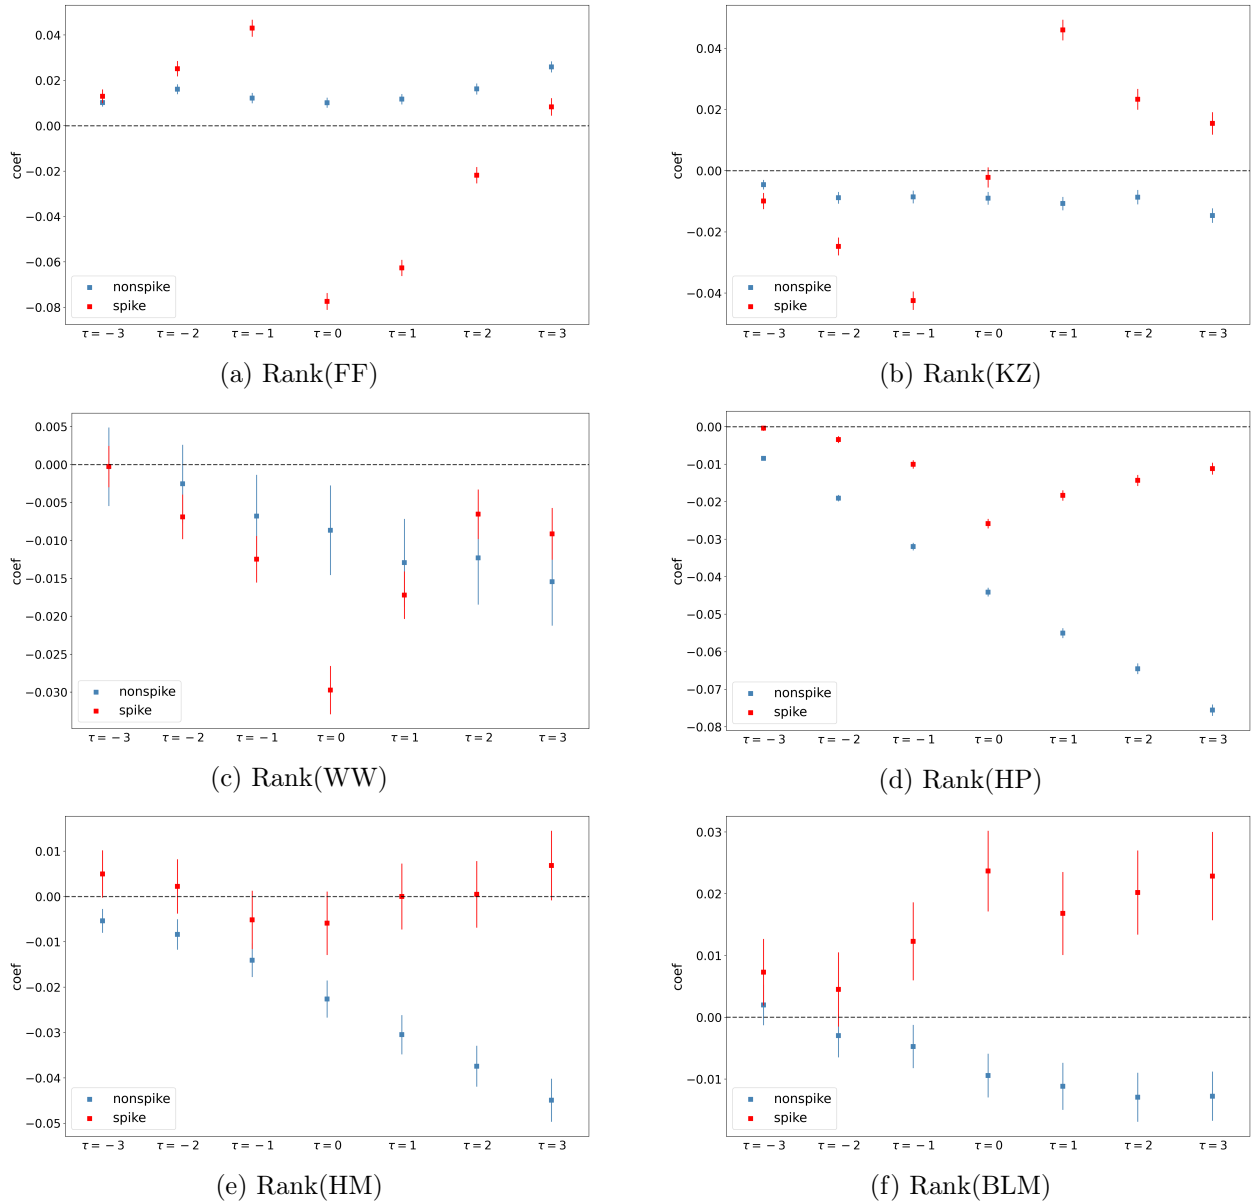 0.04
0.02
0.00
−0.02
−0.04
−0.06
−0.08
coef
nonspike
spike
τ = −3 τ = −2 τ = −1 τ = 0 τ = 1 τ = 2 τ = 3
(a) Rank(FF)
0.04
0.02
0.00
−0.02
−0.04
coef
nonspike
spike
τ = −3 τ = −2 τ = −1 τ = 0 τ = 1 τ = 2 τ = 3
(b) Rank(KZ)
0.005
0.000
−0.005
−0.010
−0.015
−0.020
−0.025
−0.030
coef
nonspike
spike
τ = −3 τ = −2 τ = −1 τ = 0 τ = 1 τ = 2 τ = 3
(c) Rank(WW)
0.00
−0.01
−0.02
−0.03
−0.04
−0.05
−0.06
−0.07
−0.08
coef
nonspike
spike
τ = −3 τ = −2 τ = −1 τ = 0 τ = 1 τ = 2 τ = 3
(d) Rank(HP)
0.01
0.00
−0.01
−0.02
−0.03
−0.04
−0.05
coef
nonspike
spike
τ = −3 τ = −2 τ = −1 τ = 0 τ = 1 τ = 2 τ = 3
(e) Rank(HM)
0.03
0.02
0.01
0.00
−0.01
coef
nonspike
spike
τ = −3 τ = −2 τ = −1 τ = 0 τ = 1 τ = 2 τ = 3
(f) Rank(BLM)